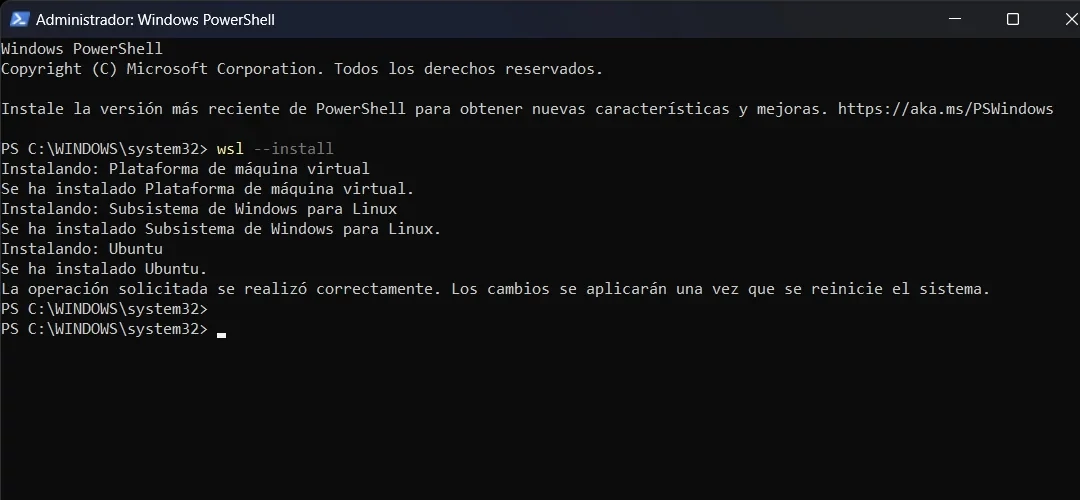 Administrador: Windows PowerShell
Windows PowerShell
Copyright (C) Microsoft Corporation. Todos los derechos reservados.
Instale la versión más reciente de PowerShell para obtener nuevas características y mejoras. https://aka.ms/PSWindows
PS C:\WINDOWS\system32> wsl --install
Instalando: Plataforma de máquina virtual
Se ha instalado Plataforma de máquina virtual.
Instalando: Subsistema de Windows para Linux
Se ha instalado Subsistema de Windows para Linux.
Instalando: Ubuntu
Se ha instalado Ubuntu.
La operación solicitada se realizó correctamente. Los cambios se aplicarán una vez que se reinicie el sistema.
PS C:\WINDOWS\system32>
PS C:\WINDOWS\system32>